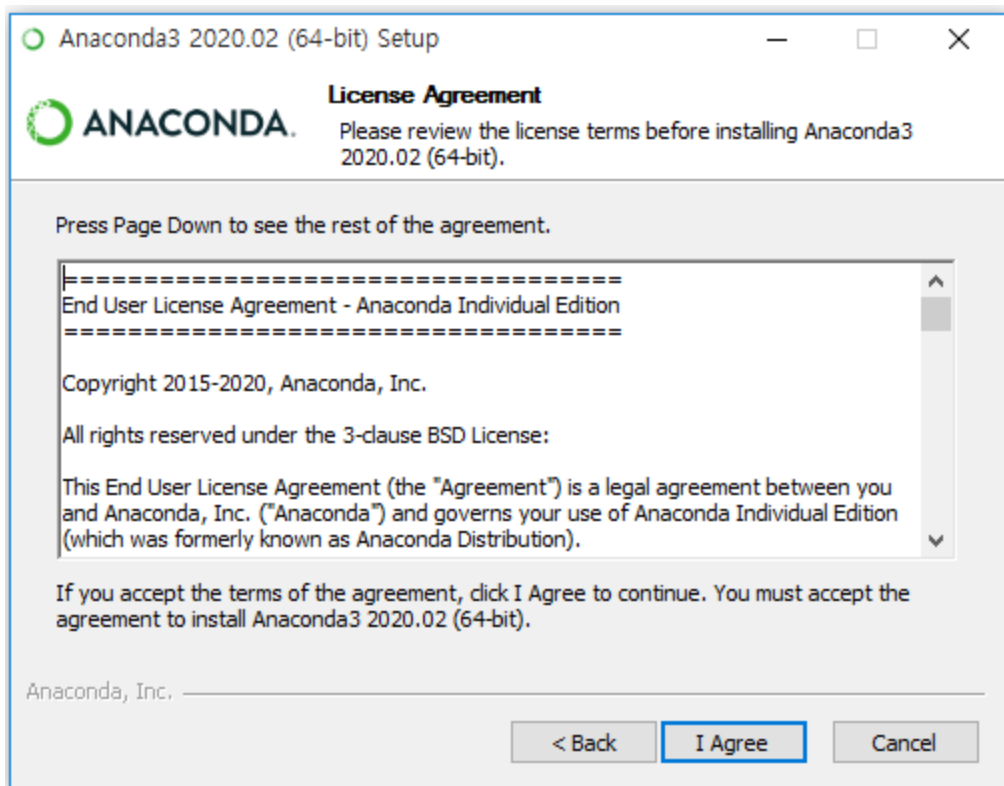 Anaconda3 2020.02 (64-bit) Setup
ANACONDA.
License Agreement
Please review the license terms before installing Anaconda3
2020.02 (64-bit).
Press Page Down to see the rest of the agreement.
===================================
End User License Agreement - Anaconda Individual Edition
===================================
Copyright 2015-2020, Anaconda, Inc.
All rights reserved under the 3-clause BSD License:
This End User License Agreement (the "Agreement") is a legal agreement between you
and Anaconda, Inc. ("Anaconda") and governs your use of Anaconda Individual Edition
(which was formerly known as Anaconda Distribution).
If you accept the terms of the agreement, click I Agree to continue. You must accept the
agreement to install Anaconda3 2020.02 (64-bit).
Anaconda, Inc.
< Back
I Agree
Cancel